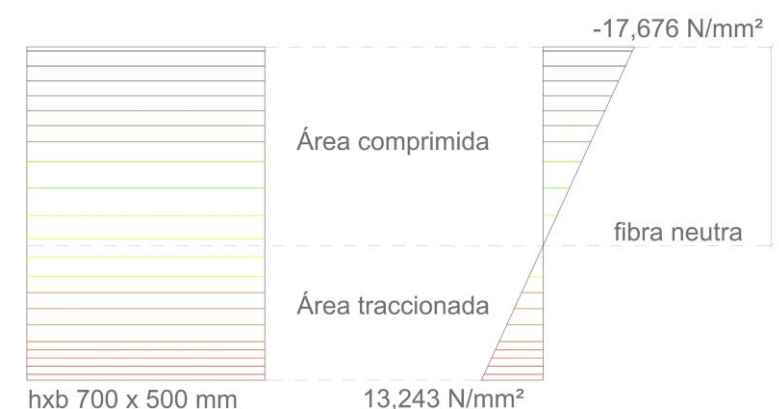 -17,676 N/mm²
Área comprimida
fibra neutra
Área traccionada
hxb 700 x 500 mm
13,243 N/mm²